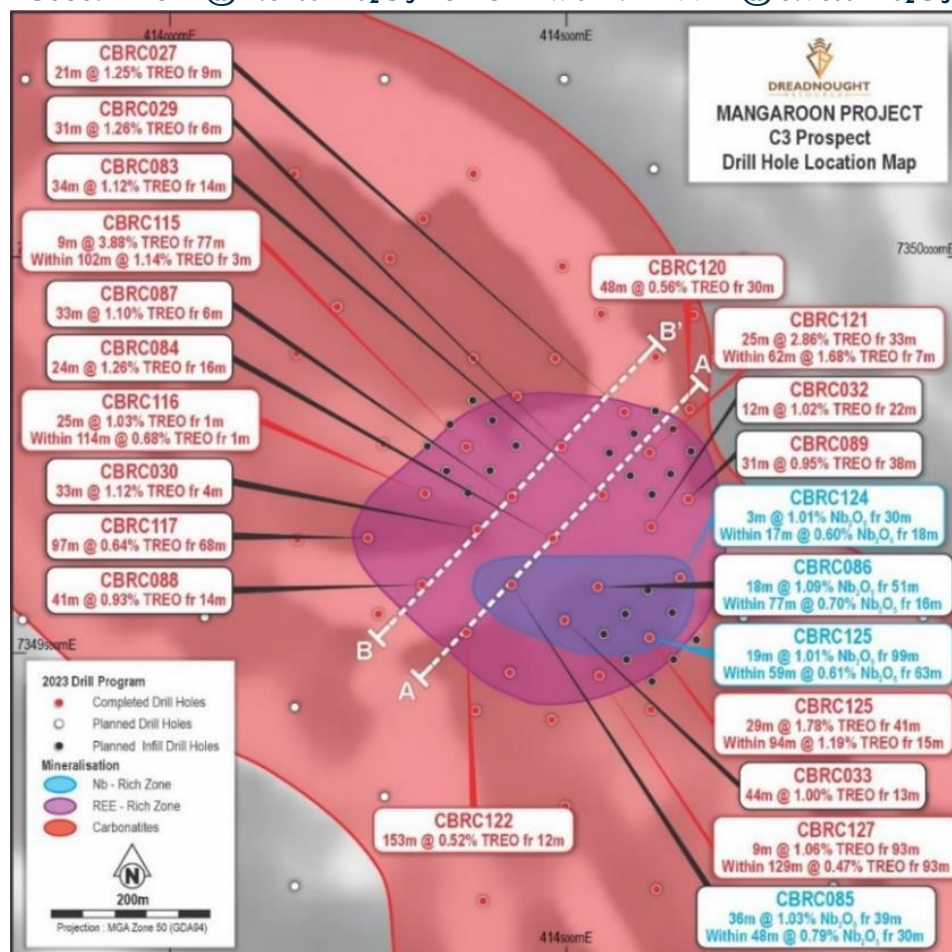 414000mE
414500mE
DREADNOUGHT
RESOURCES
MANGAROON PROJECT
C3 Prospect
Drill Hole Location Map
CBRC027
21m @ 1.25% TREO fr 9m
CBRC029
31m @ 1.26% TREO fr 6m
CBRC083
34m @ 1.12% TREO fr 14m
CBRC115
9m @ 3.88% TREO fr 77m
Within 102m @ 1.14% TREO fr 3m
CBRC087
33m @ 1.10% TREO fr 6m
CBRC084
24m @ 1.26% TREO fr 16m
CBRC116
25m @ 1.03% TREO fr 1m
Within 114m @ 0.68% TREO fr 1m
CBRC030
33m @ 1.12% TREO fr 4m
CBRC117
97m @ 0.64% TREO fr 68m
CBRC088
41m @ 0.93% TREO fr 14m
7350000mE
CBRC120
48m @ 0.56% TREO fr 30m
CBRC121
25m @ 2.86% TREO fr 33m
Within 62m @ 1.68% TREO fr 7m
CBRC032
12m @ 1.02% TREO fr 22m
CBRC089
31m @ 0.95% TREO fr 38m
CBRC124
3m @ 1.01% Nb₂O₅ fr 30m
Within 17m @ 0.60% Nb₂O₅ fr 18m
CBRC086
18m @ 1.09% Nb₂O₅ fr 51m
Within 77m @ 0.70% Nb₂O₅ fr 16m
CBRC125
19m @ 1.01% Nb₂O₅ fr 99m
Within 59m @ 0.61% Nb₂O₅ fr 63m
CBRC125
29m @ 1.78% TREO fr 41m
Within 94m @ 1.19% TREO fr 15m
CBRC033
44m @ 1.00% TREO fr 13m
CBRC127
9m @ 1.06% TREO fr 93m
Within 129m @ 0.47% TREO fr 93m
CBRC085
36m @ 1.03% Nb₂O₅ fr 39m
Within 48m @ 0.79% Nb₂O₅ fr 30m
CBRC122
153m @ 0.52% TREO fr 12m
B'
A
B
A
7349500mE
2023 Drill Program
Completed Drill Holes
Planned Drill Holes
Planned Infill Drill Holes
Mineralisation
Nb - Rich Zone
REE - Rich Zone
Carbonatites
N
200m
Projection : MGA Zone 50 (GDA94)
414500mE